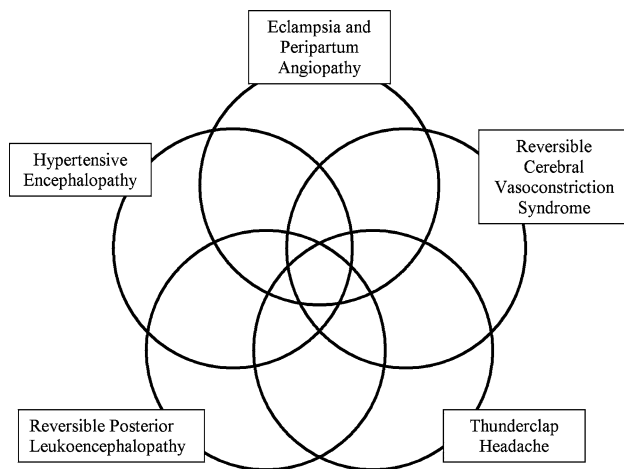 Eclampsia and
Peripartum
Angiopathy
Hypertensive
Encephalopathy
Reversible
Cerebral
Vasoconstriction
Syndrome
Reversible Posterior
Leukoencephalopathy
Thunderclap
Headache